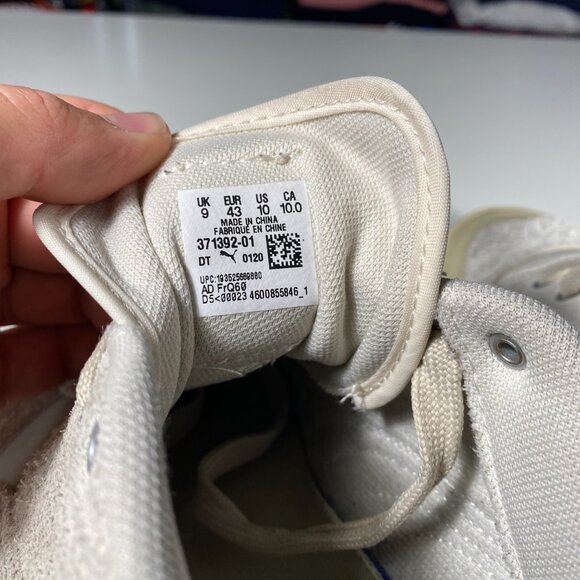 UK EUR US CA
9 43 10 10.0
MADE IN CHINA
FABRIQUÉ EN CHINE
371392-01
DT 0120
UPC:193525669880
AD FrQ60
D5<00023 4600855846_1